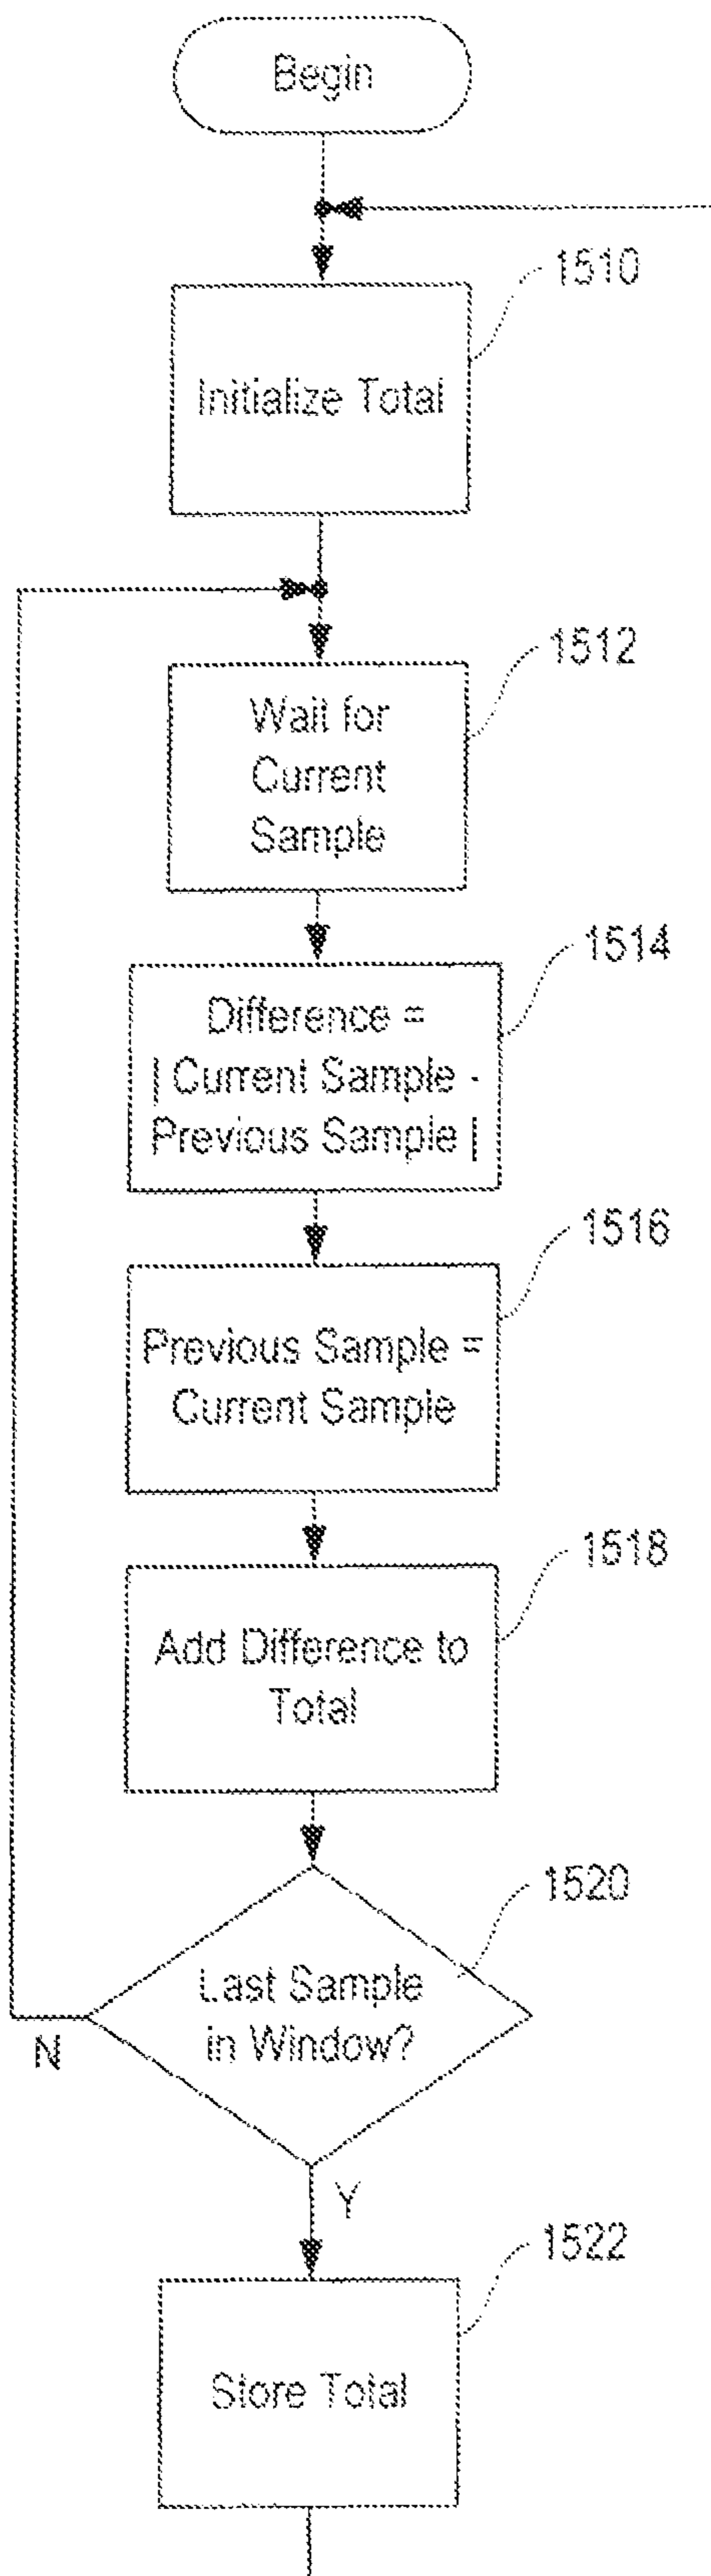 Begin
1510
Initialize Total
1512
Wait for
Current
Sample
1514
Difference =
| Current Sample -
Previous Sample |
1516
Previous Sample =
Current Sample
1518
Add Difference to
Total
1520
Last Sample
in Window?
N
Y
1522
Store Total